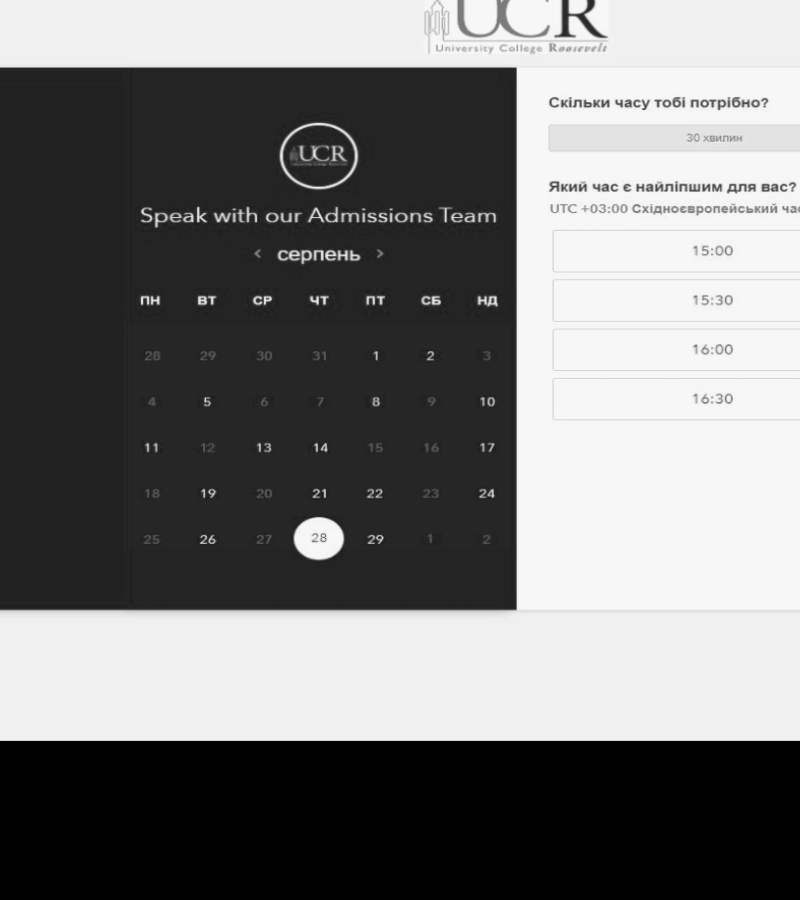 UCR
University College Roosevelt
UCR
Speak with our Admissions Team
< серпень >
ПН ВТ СР ЧТ ПТ СБ НД
28 29 30 31 1 2 3
4 5 6 7 8 9 10
11 12 13 14 15 16 17
18 19 20 21 22 23 24
25 26 27 28 29 1 2
Скільки часу тобі потрібно?
30 хвилин
Який час є найліпшим для вас?
UTC +03:00 Східноєвропейський час
15:00
15:30
16:00
16:30